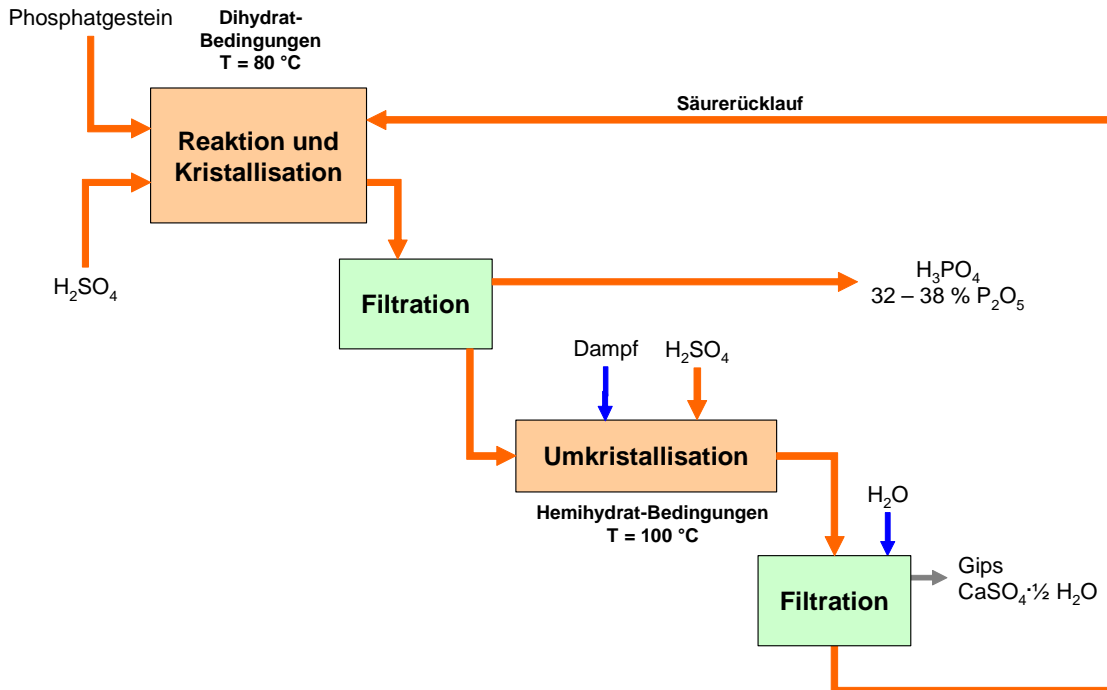 Phosphatgestein
Dihydrat-
Bedingungen
T = 80 °C
Säurerücklauf
Reaktion und
Kristallisation
H₂SO₄
Filtration
H₃PO₄
32 – 38 % P₂O₅
Dampf
H₂SO₄
Umkristallisation
Hemihydrat-Bedingungen
T = 100 °C
H₂O
Filtration
Gips
CaSO₄·½ H₂O